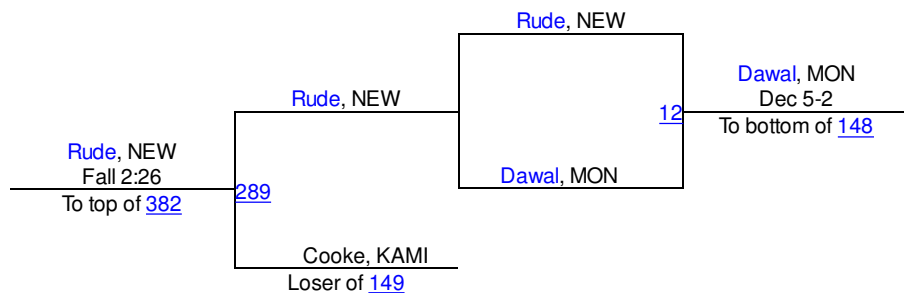 Rude, NEW
Dawal, MON
Dec 5-2
Rude, NEW
12
To bottom of 148
Rude, NEW
Fall 2:26
Dawal, MON
289
To top of 382
Cooke, KAMI
Loser of 149